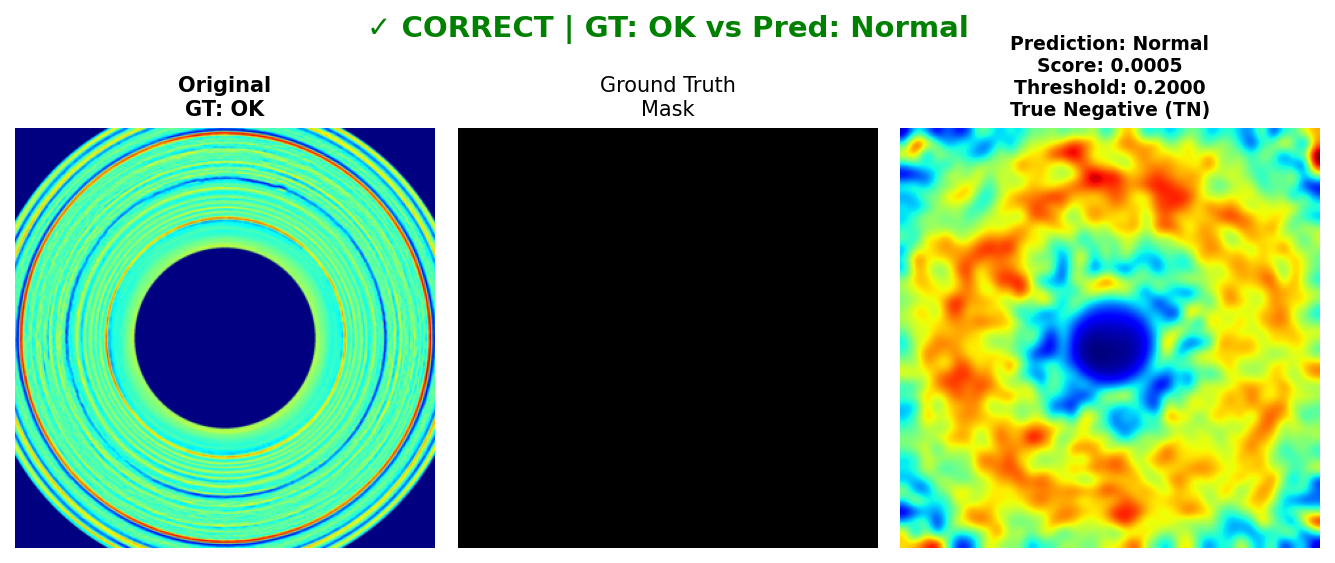 ✓ CORRECT | GT: OK vs Pred: Normal
Original
GT: OK
Ground Truth
Mask
Prediction: Normal
Score: 0.0005
Threshold: 0.2000
True Negative (TN)